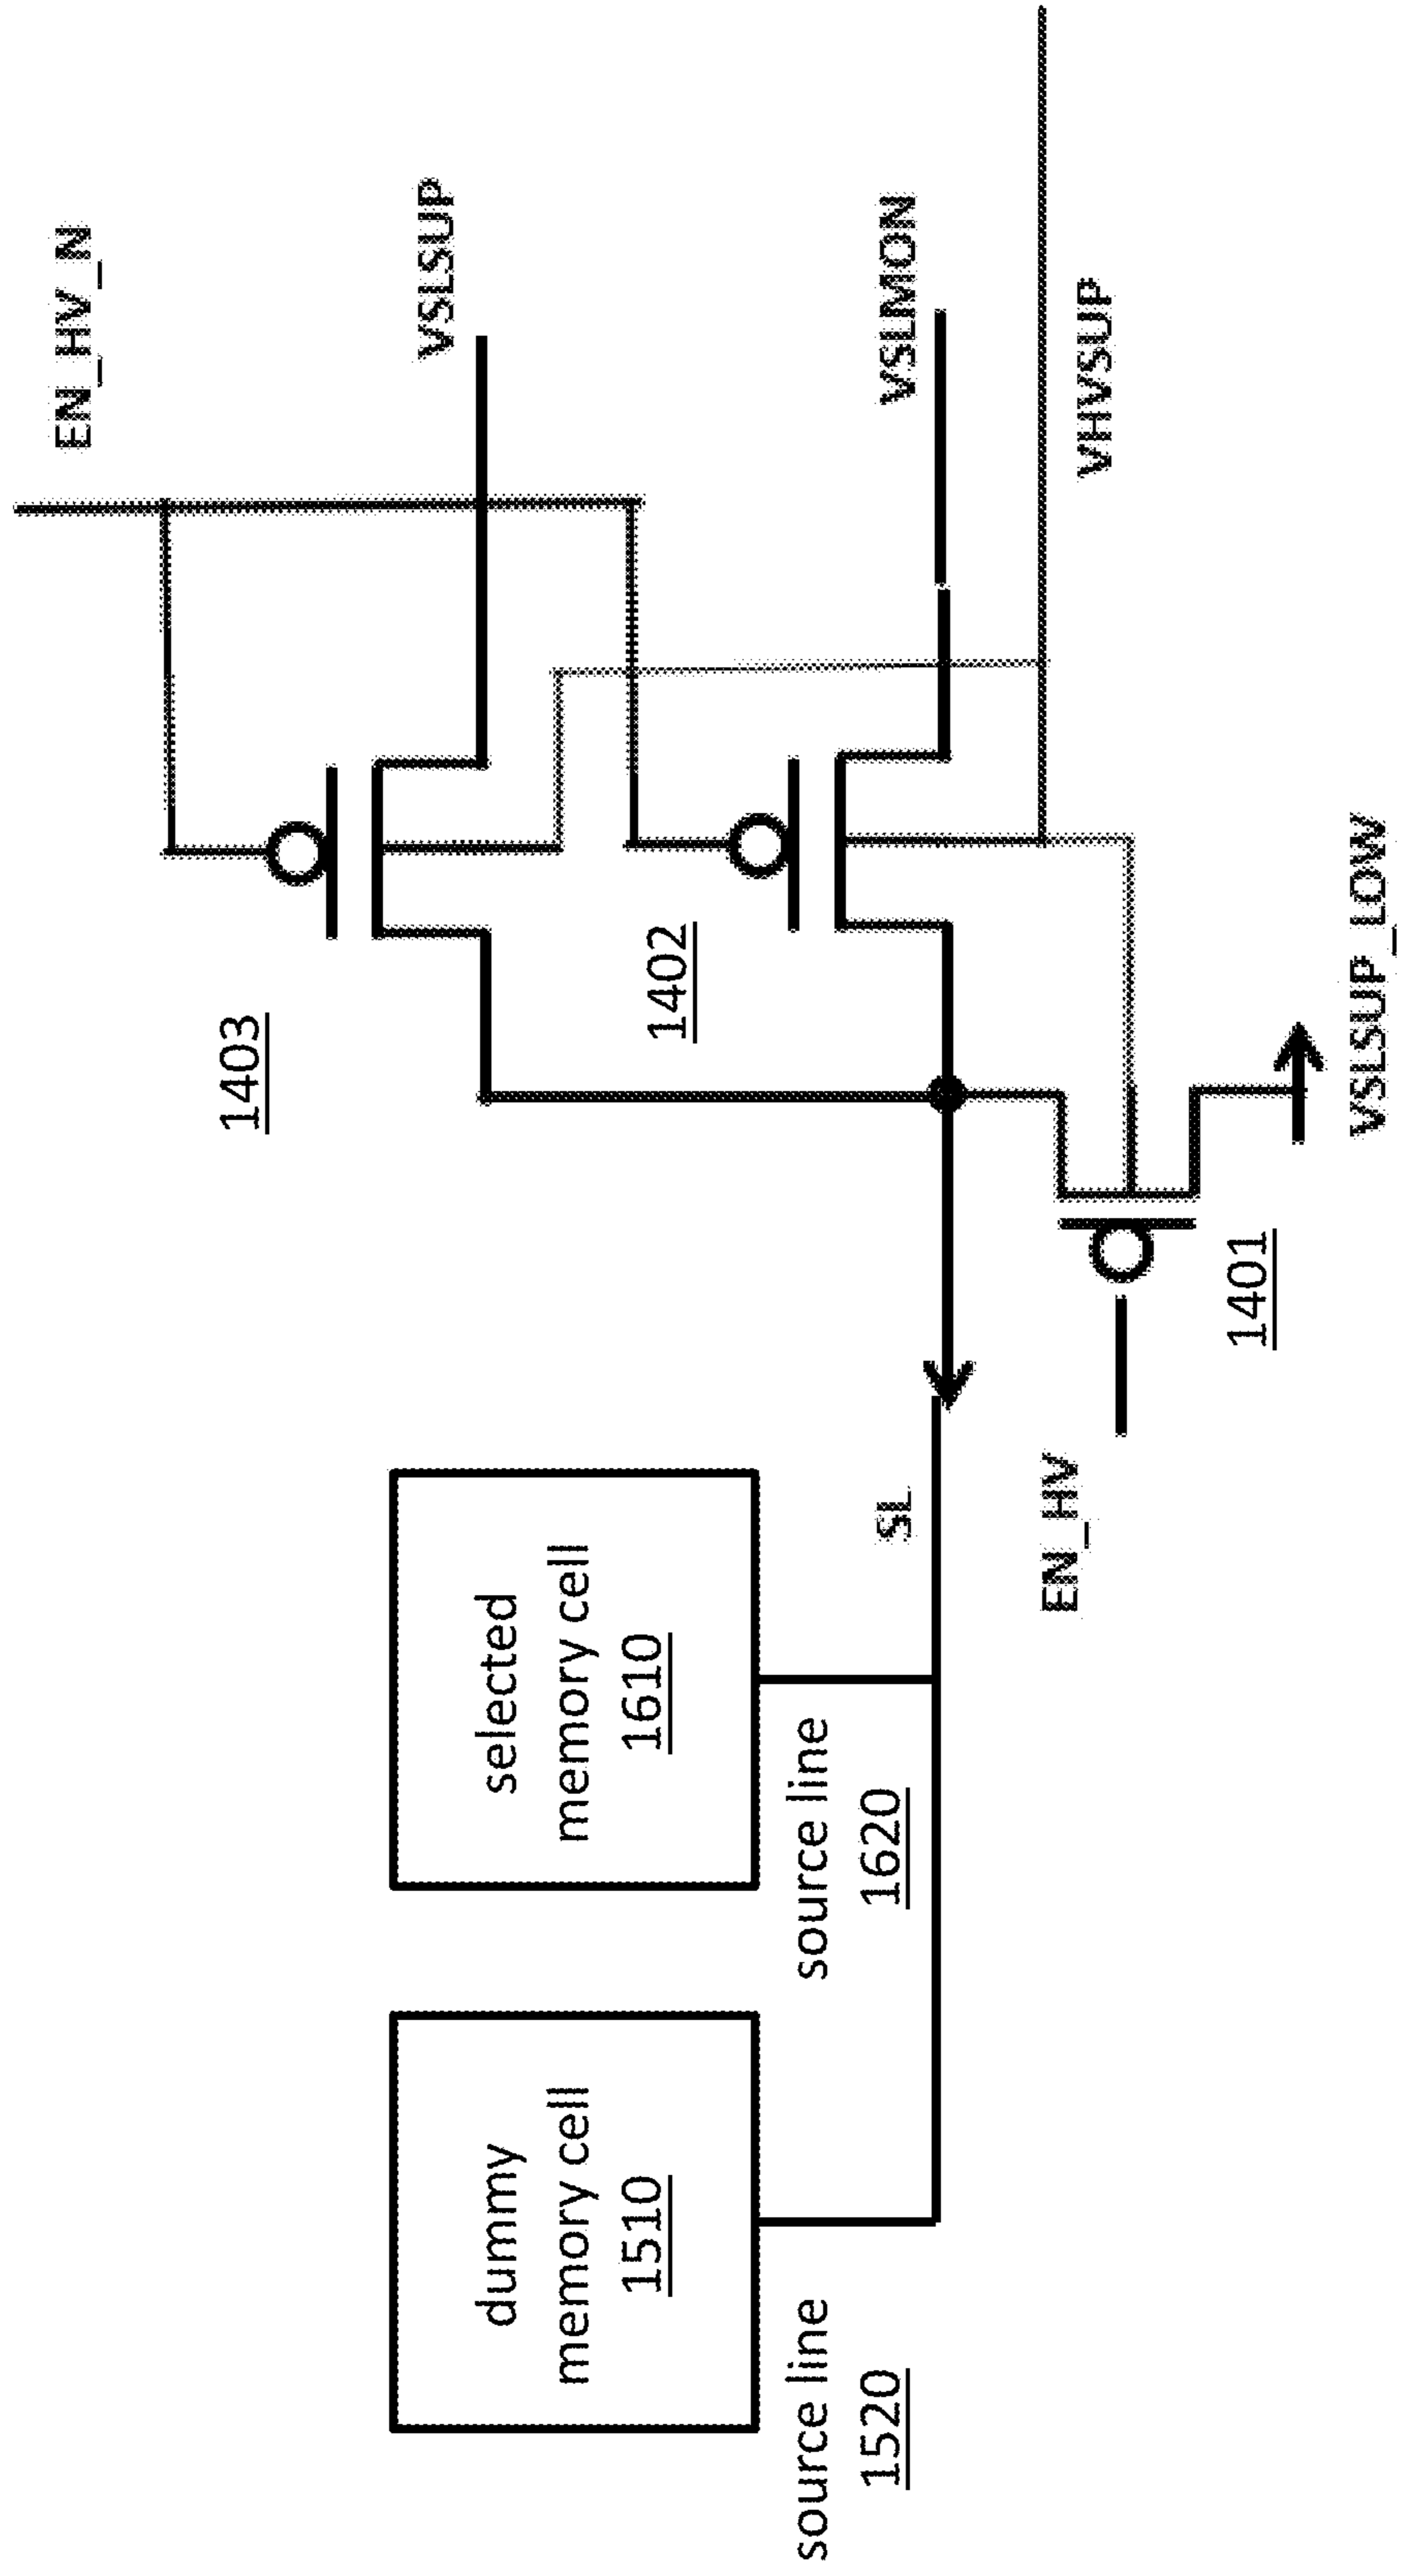 dummy
memory cell
1510
source line
1520
selected
memory cell
1610
source line
1620
SL
EN_HV
1401
VSLSUP_LOW
1403
1402
EN_HV_N
VSLSUP
VSLMON
VHVSUP